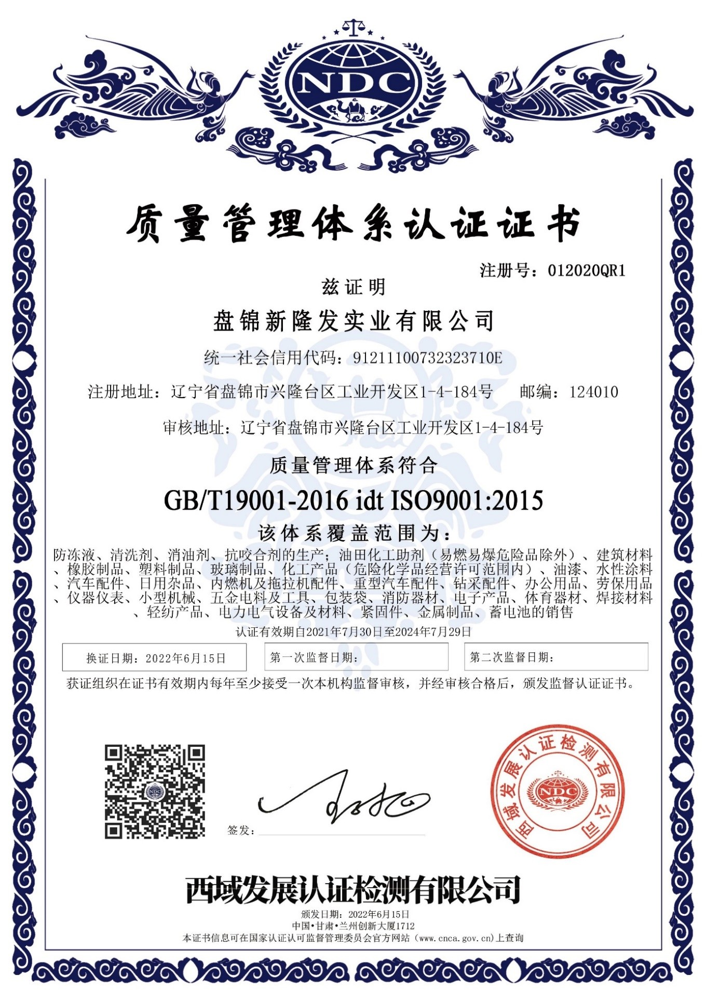 NDC
质量管理体系认证证书
注册号：012020QR1
兹证明
盘锦新隆发实业有限公司
统一社会信用代码：91211100732323710E
注册地址：辽宁省盘锦市兴隆台区工业开发区1-4-184号 邮编：124010
审核地址：辽宁省盘锦市兴隆台区工业开发区1-4-184号
质量管理体系符合
GB/T19001-2016 idt ISO9001:2015
该体系覆盖范围为：
防冻液、清洗剂、消油剂、抗咬合剂的生产；油田化工助剂（易燃易爆危险品除外）、建筑材料
、橡胶制品、塑料制品、玻璃制品、化工产品（危险化学品经营许可范围内）、油漆、水性涂料
、汽车配件、日用杂品、内燃机及拖拉机配件、重型汽车配件、钻采配件、办公用品、劳保用品
、仪器仪表、小型机械、五金电料及工具、包装袋、消防器材、电子产品、体育器材、焊接材料
、轻纺产品、电力电气设备及材料、紧固件、金属制品、蓄电池的销售
认证有效期自2021年7月30日至2024年7月29日
换证日期：2022年6月15日
第一次监督日期：
第二次监督日期：
获证组织在证书有效期内每年至少接受一次本机构监督审核，并经审核合格后，颁发监督认证证书。
NDC
签发：
西域发展认证检测有限公司
NDC
西域发展认证检测有限公司
颁发日期：2022年6月15日
中国•甘肃•兰州创新大厦1712
本证书信息可在国家认证认可监督管理委员会官方网站（www.cnca.gov.cn)上查询